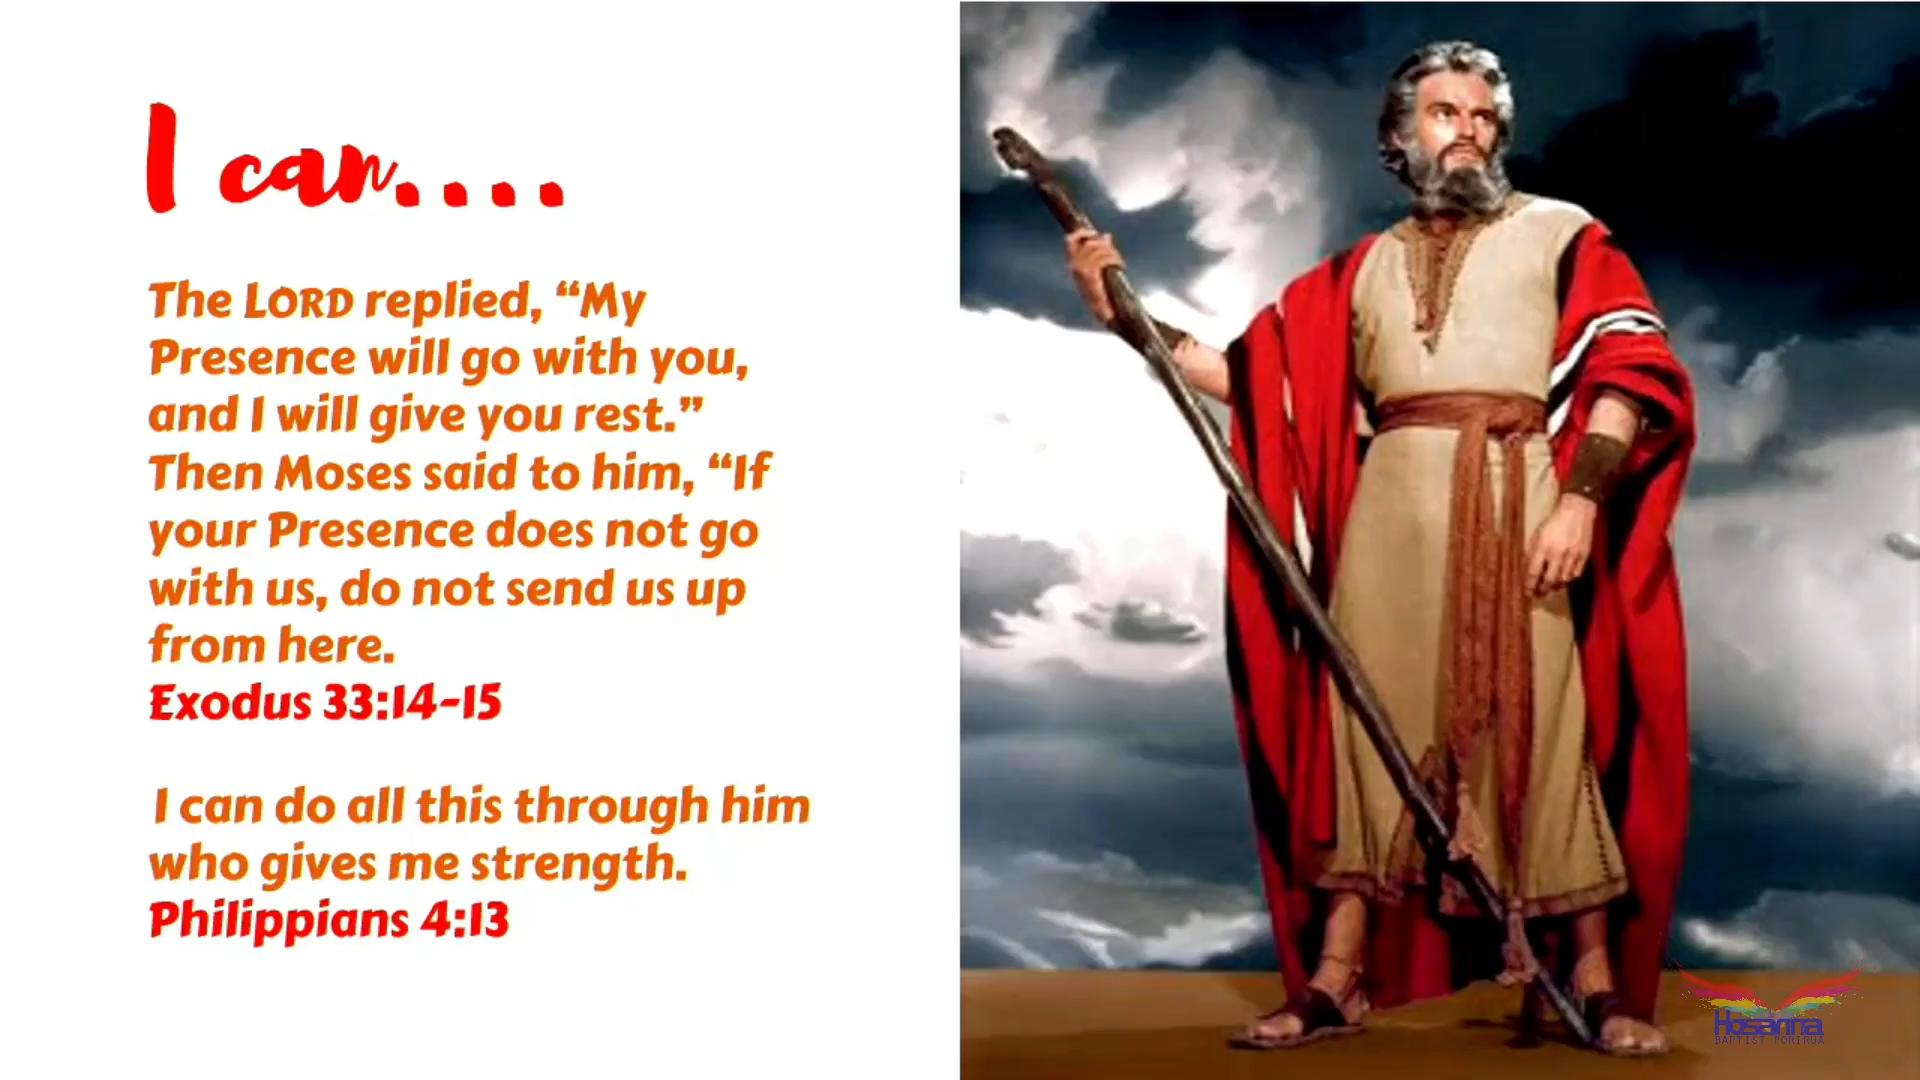 I can....
The LORD replied, “My
Presence will go with you,
and I will give you rest.”
Then Moses said to him, “If
your Presence does not go
with us, do not send us up
from here.
Exodus 33:14-15
I can do all this through him
who gives me strength.
Philippians 4:13
Hosanna
BAPTIST PORIRUA